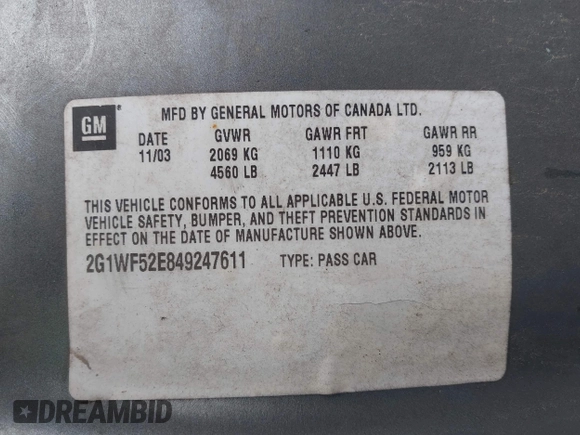 GM
MFD BY GENERAL MOTORS OF CANADA LTD.
DATE GVWR GAWR FRT GAWR RR
11/03 2069 KG 1110 KG 959 KG
4560 LB 2447 LB 2113 LB
THIS VEHICLE CONFORMS TO ALL APPLICABLE U.S. FEDERAL MOTOR
VEHICLE SAFETY, BUMPER, AND THEFT PREVENTION STANDARDS IN
EFFECT ON THE DATE OF MANUFACTURE SHOWN ABOVE.
2G1WF52E849247611 TYPE: PASS CAR
DREAMBID